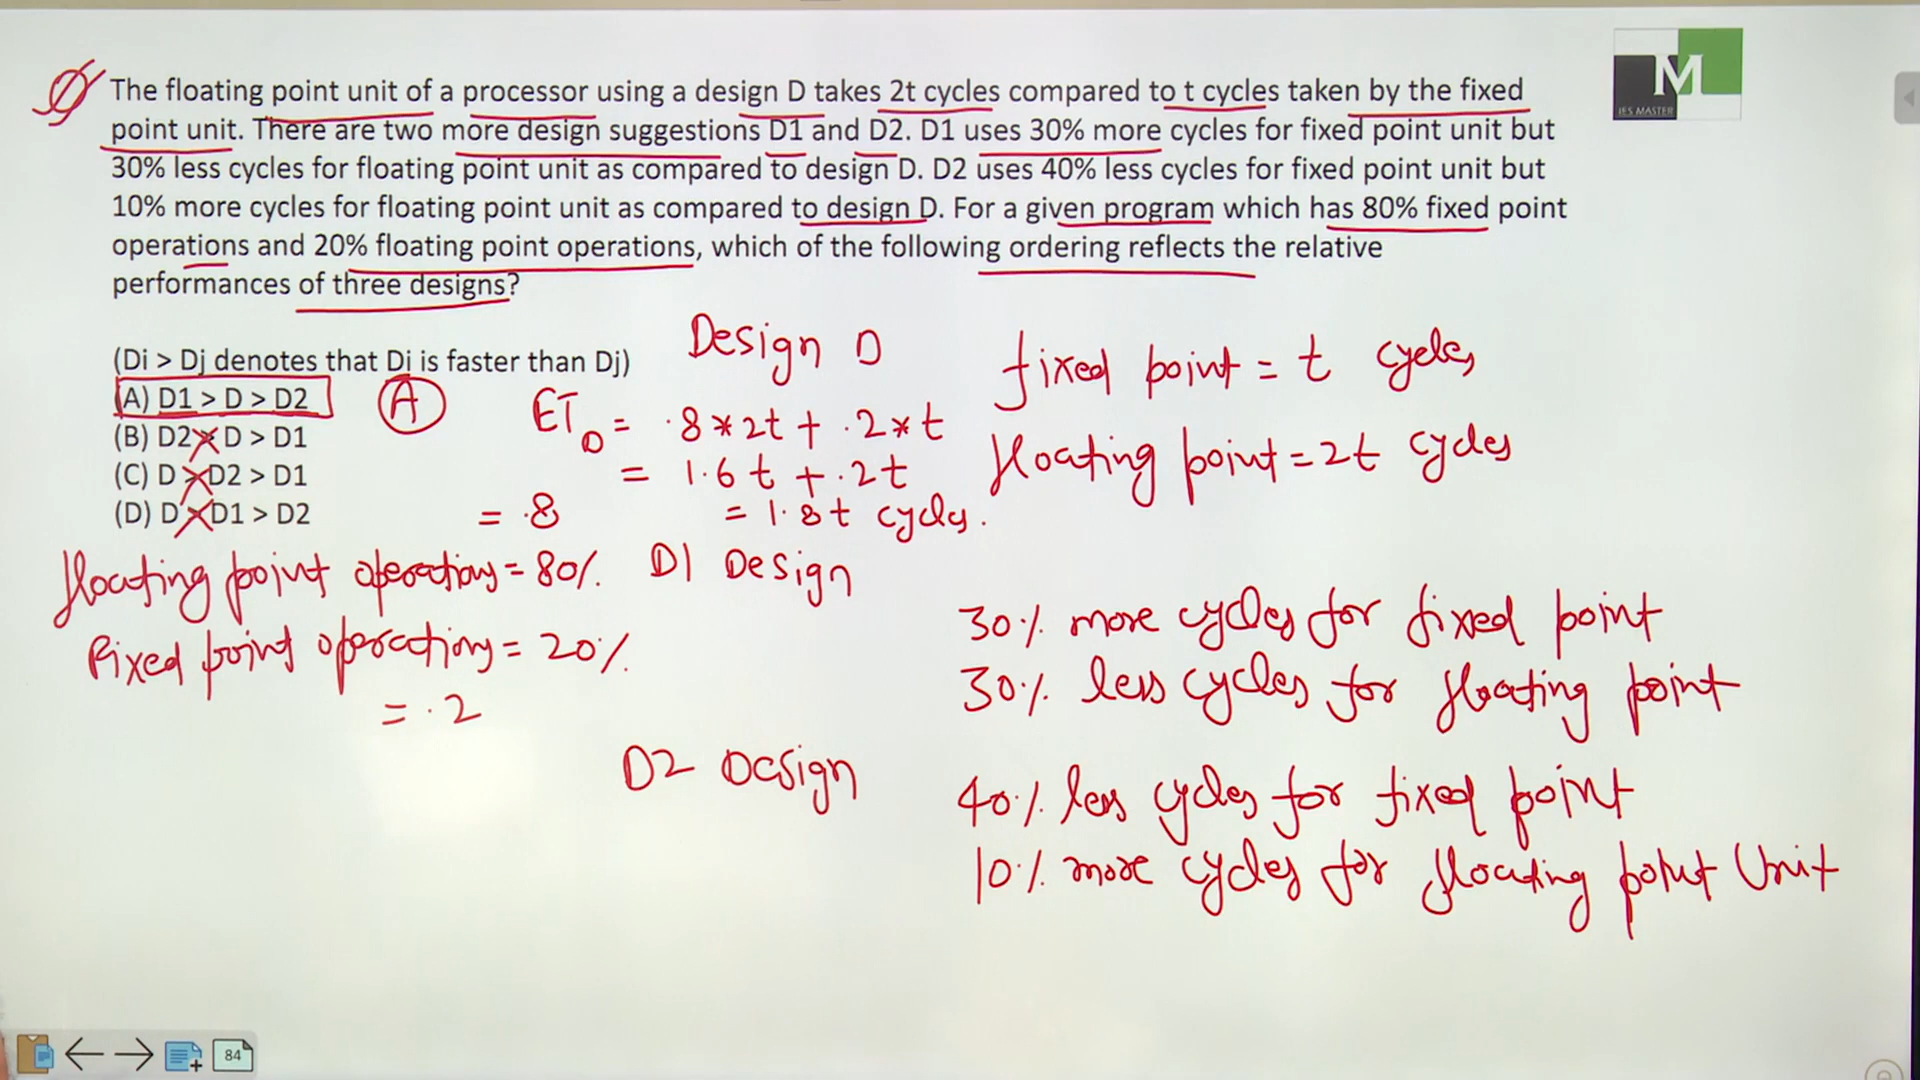 The floating point unit of a processor using a design D takes 2t cycles compared to t cycles taken by the fixed
point unit. There are two more design suggestions D1 and D2. D1 uses 30% more cycles for fixed point unit but
30% less cycles for floating point unit as compared to design D. D2 uses 40% less cycles for fixed point unit but
10% more cycles for floating point unit as compared to design D. For a given program which has 80% fixed point
operations and 20% floating point operations, which of the following ordering reflects the relative
performances of three designs?
M
IES MASTER
(Di > Dj denotes that Di is faster than Dj)
(A) D1 > D > D2
(B) D2 > D > D1
(C) D > D2 > D1
(D) D > D1 > D2
A
Design D
ET D = .8*2t + .2*t
= 1.6t + .2t
= 1.8t cycles.
fixed point = t cycles
floating point = 2t cycles
= .8
floating point operations = 80%
Fixed point operations = 20%
= .2
D1 Design
30% more cycles for fixed point
30% less cycles for floating point
D2 Design
40% less cycles for fixed point
10% more cycles for floating point Unit
84